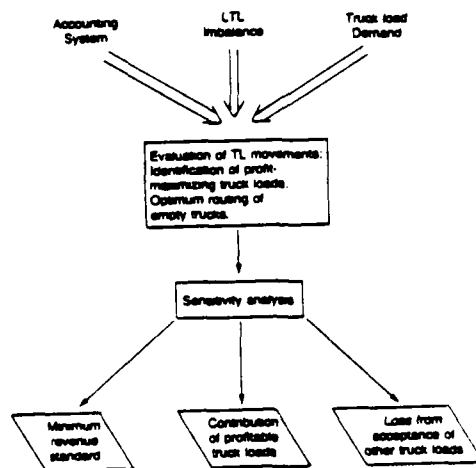 Accounting
System
LTL
Imbalance
Truck load
Demand
Evaluation of TL movements:
Identification of profit-
maximizing truck loads.
Optimum routing of
empty trucks.
Sensitivity analysis
Minimum
revenue
standard
Contribution
of profitable
truck loads
Loss from
acceptance of
other truck loads